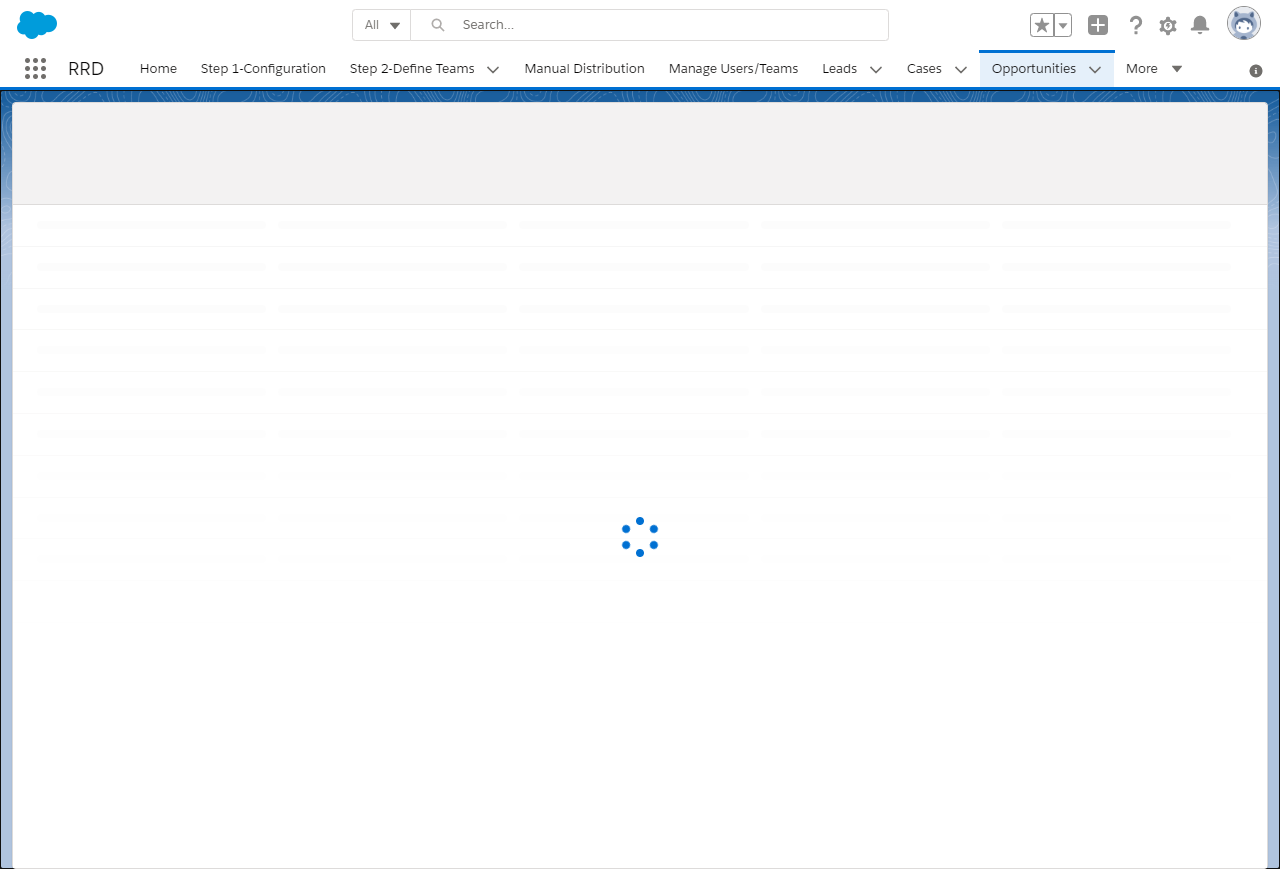 All
Search...
RRD
Home
Step 1-Configuration
Step 2-Define Teams
Manual Distribution
Manage Users/Teams
Leads
Cases
Opportunities
More